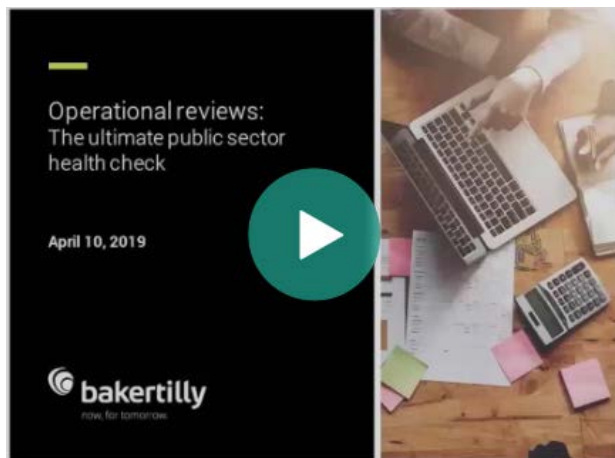 Operational reviews:
The ultimate public sector
health check
April 10, 2019
bakertilly
now, for tomorrow.